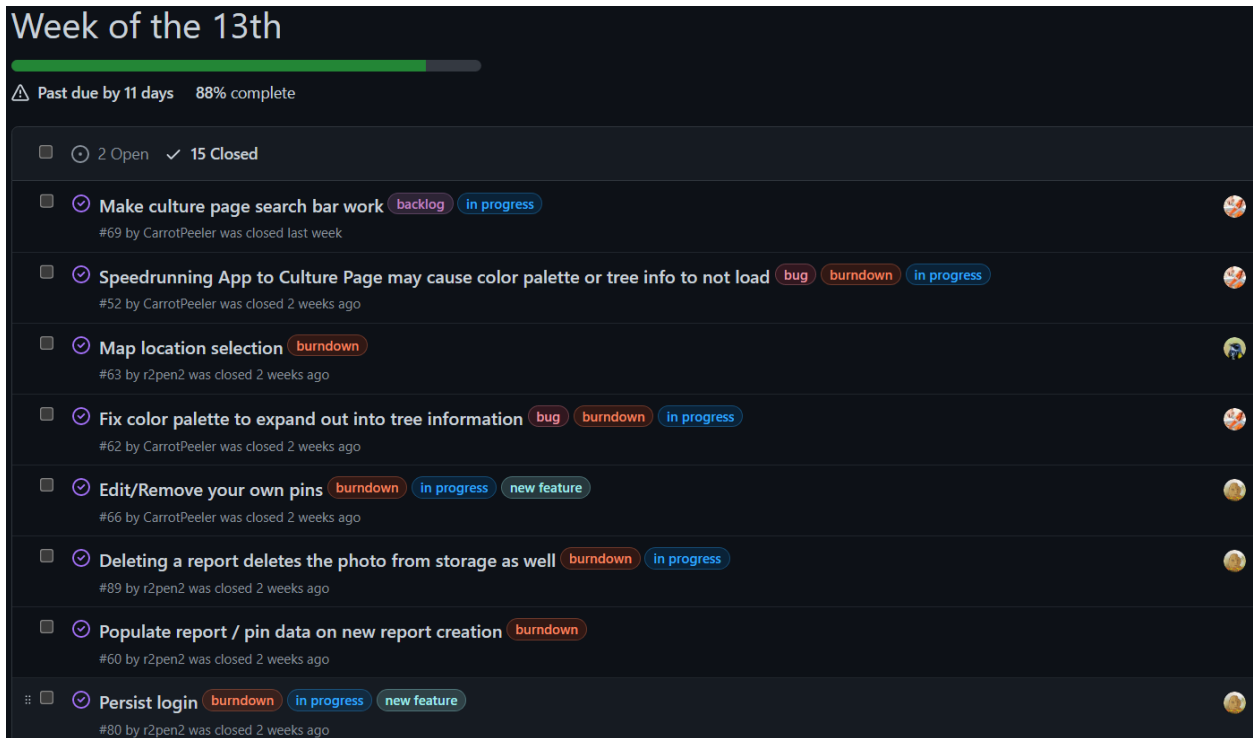 Week of the 13th
Past due by 11 days 88% complete
2 Open 15 Closed
Make culture page search bar work backlog in progress
#69 by CarrotPeeler was closed last week
Speedrunning App to Culture Page may cause color palette or tree info to not load bug burndown in progress
#52 by CarrotPeeler was closed 2 weeks ago
Map location selection burndown
#63 by r2pen2 was closed 2 weeks ago
Fix color palette to expand out into tree information bug burndown in progress
#62 by CarrotPeeler was closed 2 weeks ago
Edit/Remove your own pins burndown in progress new feature
#66 by CarrotPeeler was closed 2 weeks ago
Deleting a report deletes the photo from storage as well burndown in progress
#89 by r2pen2 was closed 2 weeks ago
Populate report / pin data on new report creation burndown
#60 by r2pen2 was closed 2 weeks ago
Persist login burndown in progress new feature
#80 by r2pen2 was closed 2 weeks ago